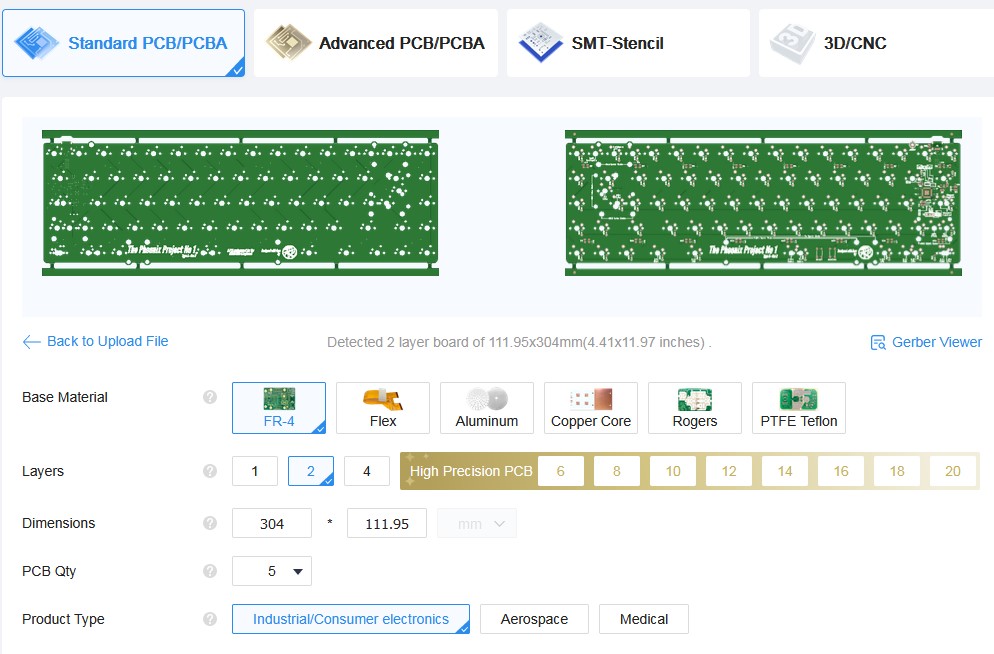 Standard PCB/PCBA
Advanced PCB/PCBA
SMT-Stencil
3D/CNC
The Phoenix Project No 1
The Phoenix Project No 1
Back to Upload File
Detected 2 layer board of 111.95x304mm(4.41x11.97 inches) .
Gerber Viewer
Base Material
?
FR-4
Flex
Aluminum
Copper Core
Rogers
PTFE Teflon
Layers
?
1
2
4
High Precision PCB
6
8
10
12
14
16
18
20
Dimensions
?
304
*
111.95
mm
PCB Qty
?
5
Product Type
?
Industrial/Consumer electronics
Aerospace
Medical